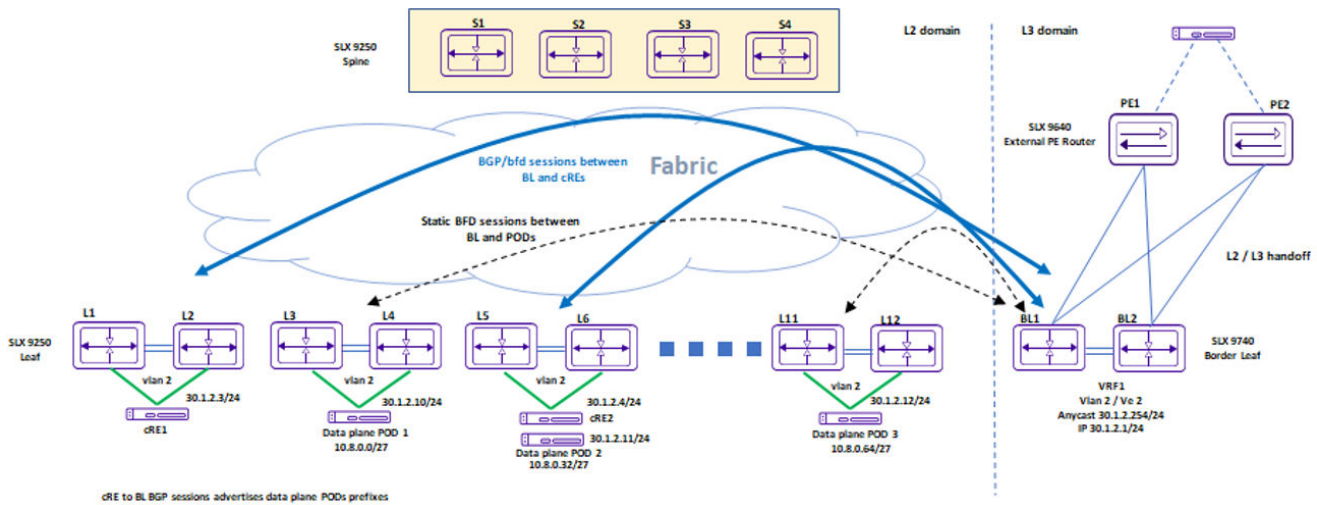 S1
S2
S3
S4
SLX 9250
Spine
L2 domain
L3 domain
PE1
PE2
SLX 9640
External PE Router
BGP/bfd sessions between
BL and cREs
Fabric
Static BFD sessions between
BL and PODs
L2 / L3 handoff
L1
L2
L3
L4
L5
L6
L11
L12
BL1
BL2
SLX 9250
Leaf
SLX 9740
Border Leaf
vlan 2
30.1.2.3/24
cRE1
vlan 2
30.1.2.10/24
Data plane POD 1
10.8.0.0/27
vlan 2
30.1.2.4/24
cRE2
30.1.2.11/24
Data plane POD 2
10.8.0.32/27
vlan 2
30.1.2.12/24
Data plane POD 3
10.8.0.64/27
VRF1
Vlan 2 / Ve 2
Anycast 30.1.2.254/24
IP 30.1.2.1/24
cRE to BL BGP sessions advertises data plane PODs prefixes